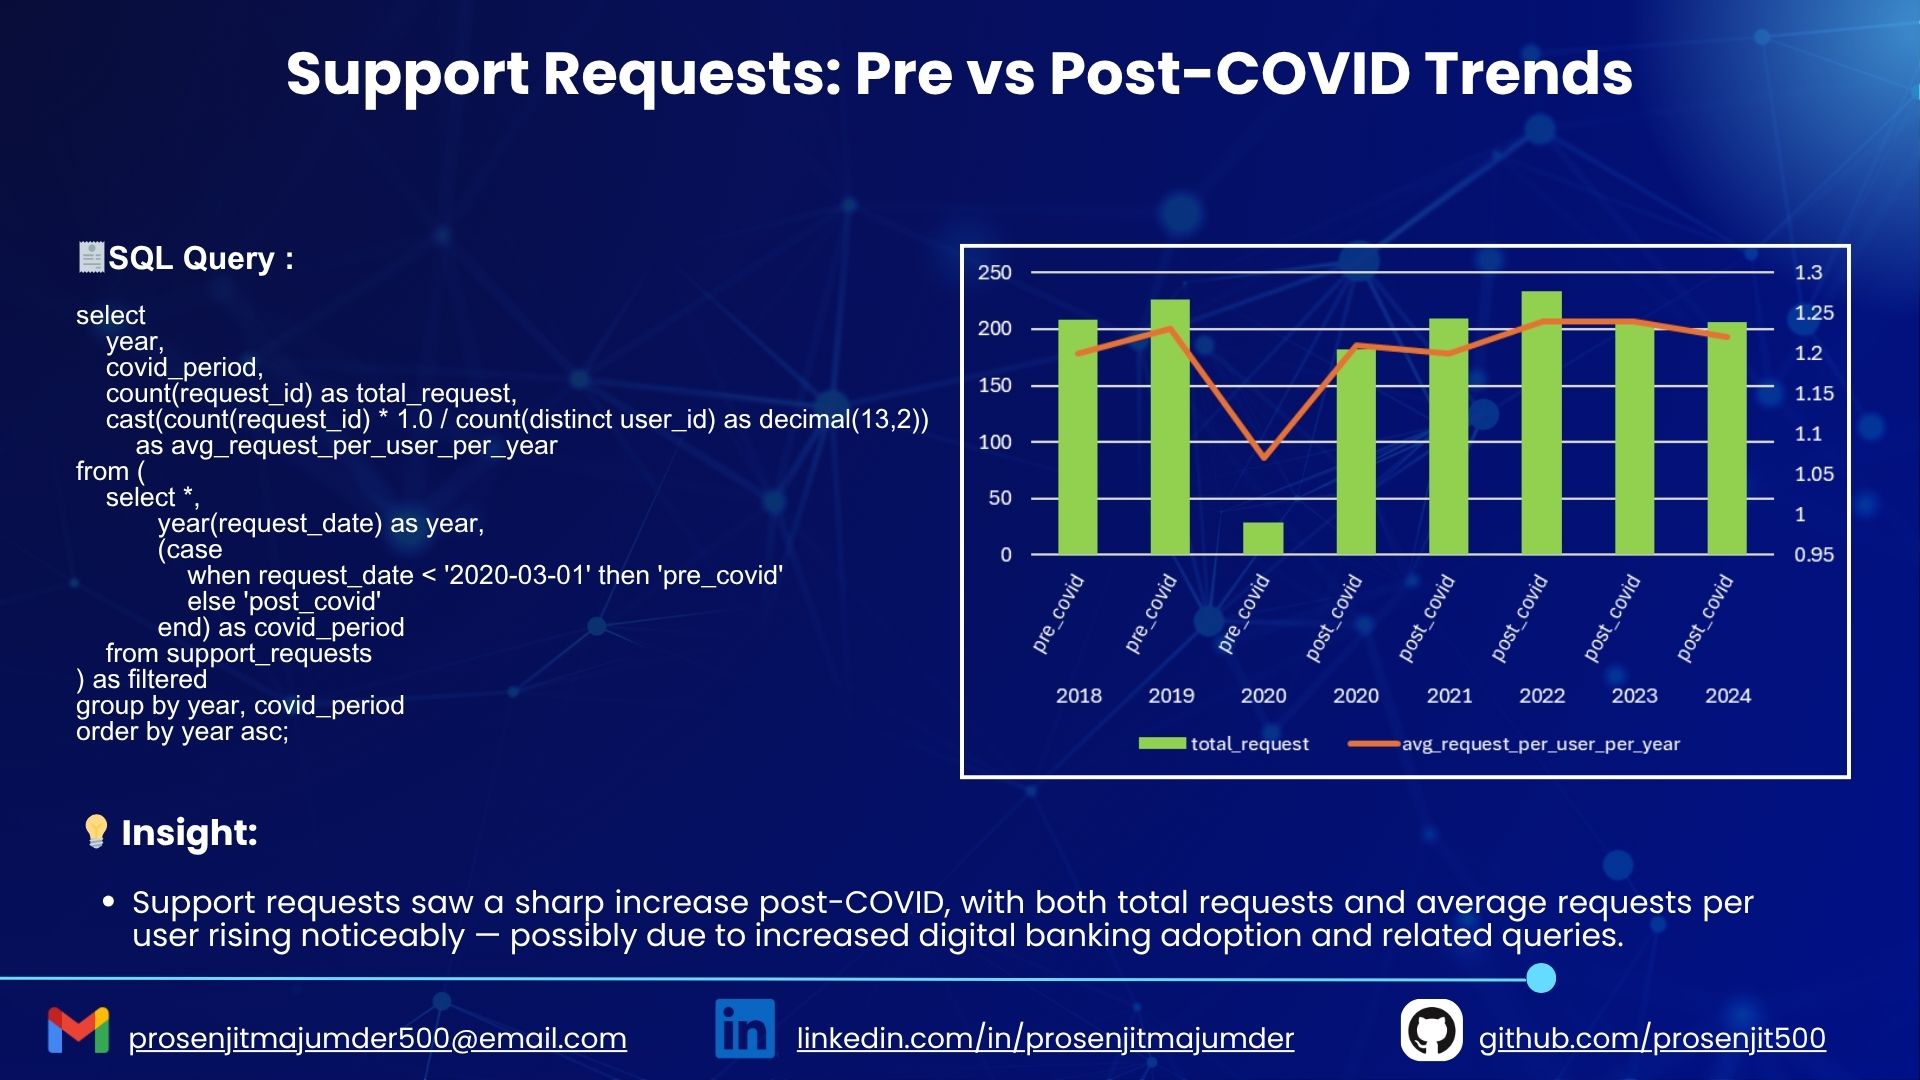 Support Requests: Pre vs Post-COVID Trends
SQL Query :
select
year,
covid_period,
count(request_id) as total_request,
cast(count(request_id) * 1.0 / count(distinct user_id) as decimal(13,2))
as avg_request_per_user_per_year
from (
select *,
year(request_date) as year,
(case
when request_date < '2020-03-01' then 'pre_covid'
else 'post_covid'
end) as covid_period
from support_requests
) as filtered
group by year, covid_period
order by year asc;
250 1.3
1.25
200
1.2
150 1.15
100 1.1
1.05
50
1
0 0.95
pre_covid pre_covid pre_covid post_covid post_covid post_covid post_covid post_covid
2018 2019 2020 2020 2021 2022 2023 2024
total_request avg_request_per_user_per_year
Insight:
• Support requests saw a sharp increase post-COVID, with both total requests and average requests per
user rising noticeably — possibly due to increased digital banking adoption and related queries.
prosenjitmajumder500@email.com in linkedin.com/in/prosenjitmajumder github.com/prosenjit500